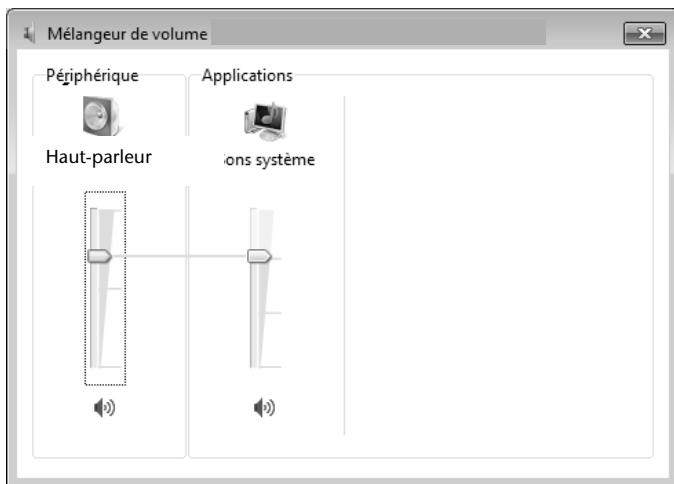 Mélangeur de volume
Périphérique
Applications
Haut-parleur
ons système